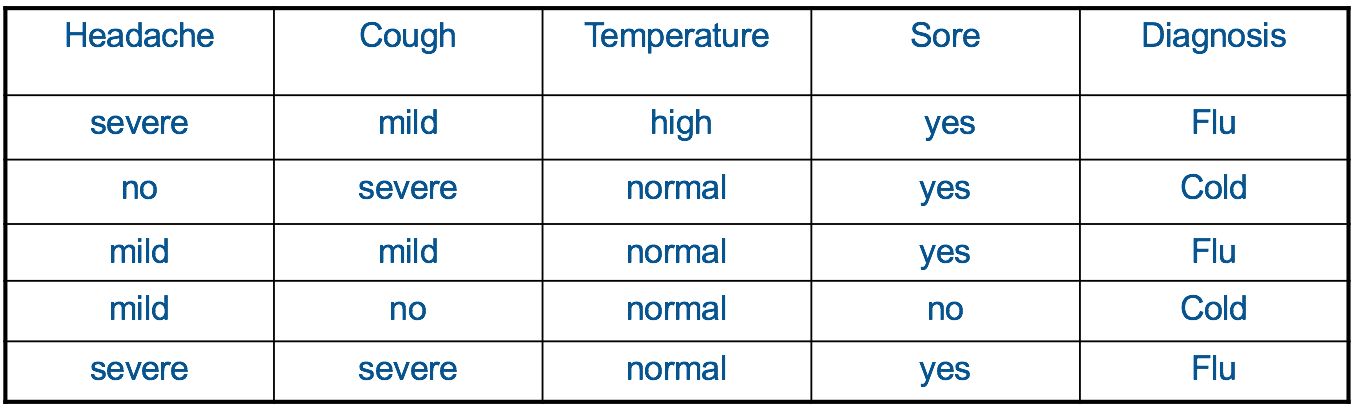 Headache Cough Temperature Sore Diagnosis
severe mild high yes Flu
no severe normal yes Cold
mild mild normal yes Flu
mild no normal no Cold
severe severe normal yes Flu